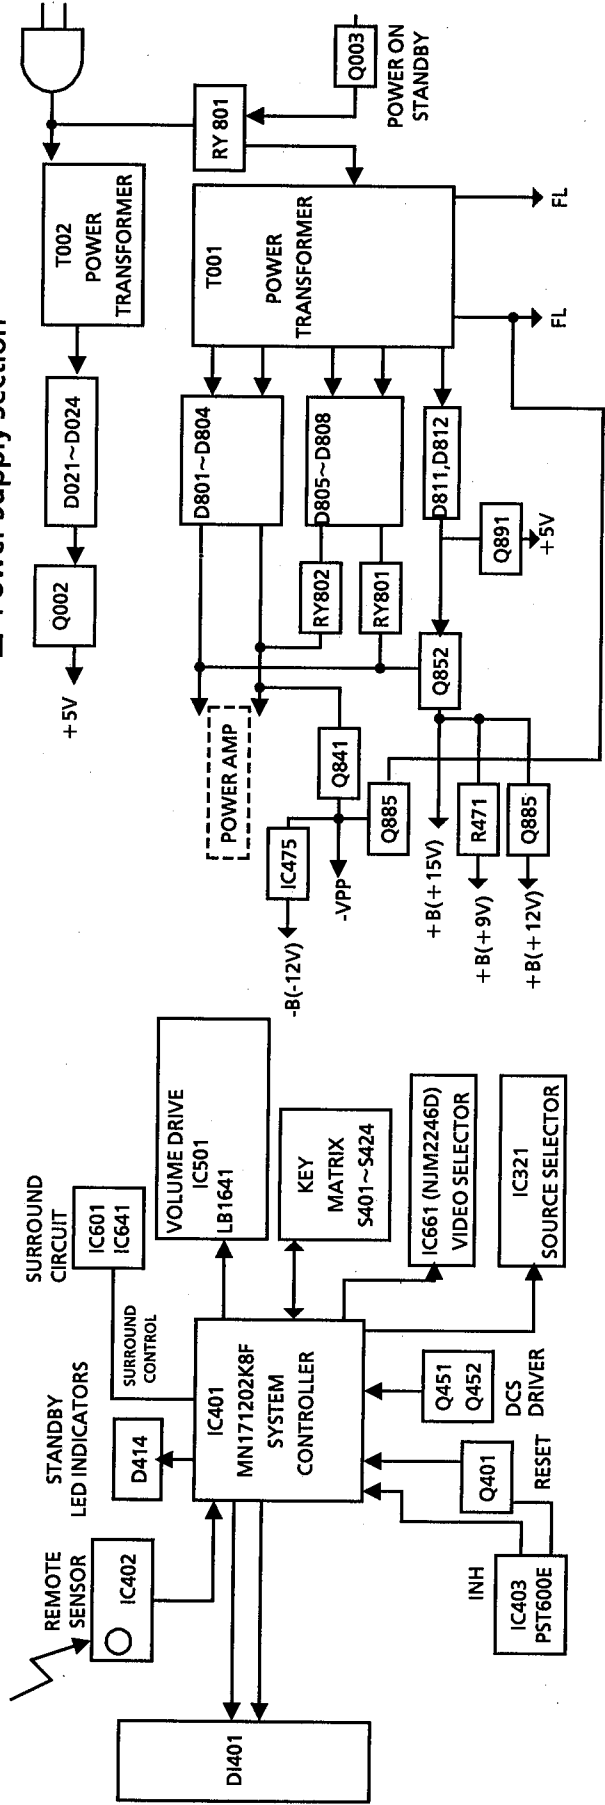 Power supply section
T002
POWER
TRANSFORMER
D021~D024
Q002
+5V
RY 801
Q003
POWER ON
STANDBY
T001
POWER
TRANSFORMER
FL
FL
D801~D804
D805~D808
D811,D812
RY802
RY801
Q891
+5V
Q852
POWER AMP
Q841
Q885
IC475
-B(-12V)
-VPP
+B(+15V)
R471
+B(+9V)
Q885
+B(+12V)
SURROUND
CIRCUIT
IC601
IC641
SURROUND
CONTROL
VOLUME DRIVE
IC501
LB1641
KEY
MATRIX
S401~S424
IC661 (NJM2246D)
VIDEO SELECTOR
IC321
SOURCE SELECTOR
STANDBY
LED INDICATORS
D414
IC401
MN171202K8F
SYSTEM
CONTROLLER
Q451
Q452
DCS
DRIVER
REMOTE
SENSOR
IC402
Q401
RESET
INH
IC403
PST600E
DI401